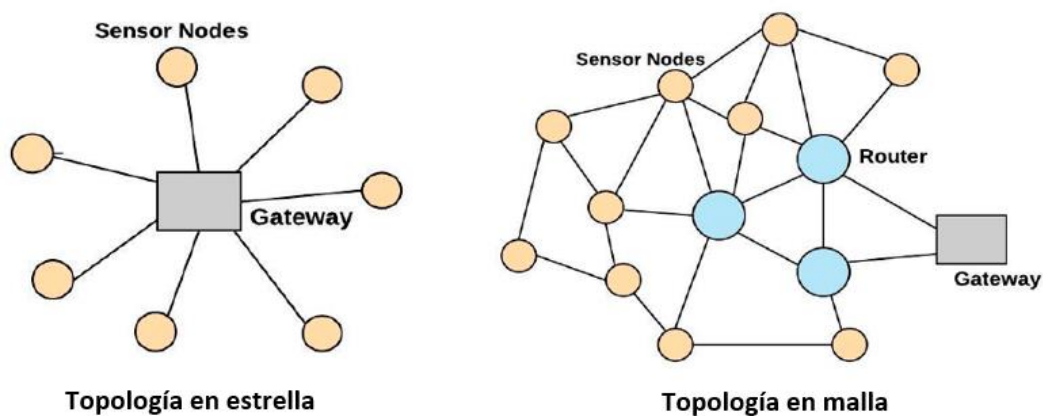 Sensor Nodes
Gateway
Topología en estrella
Sensor Nodes
Router
Gateway
Topología en malla